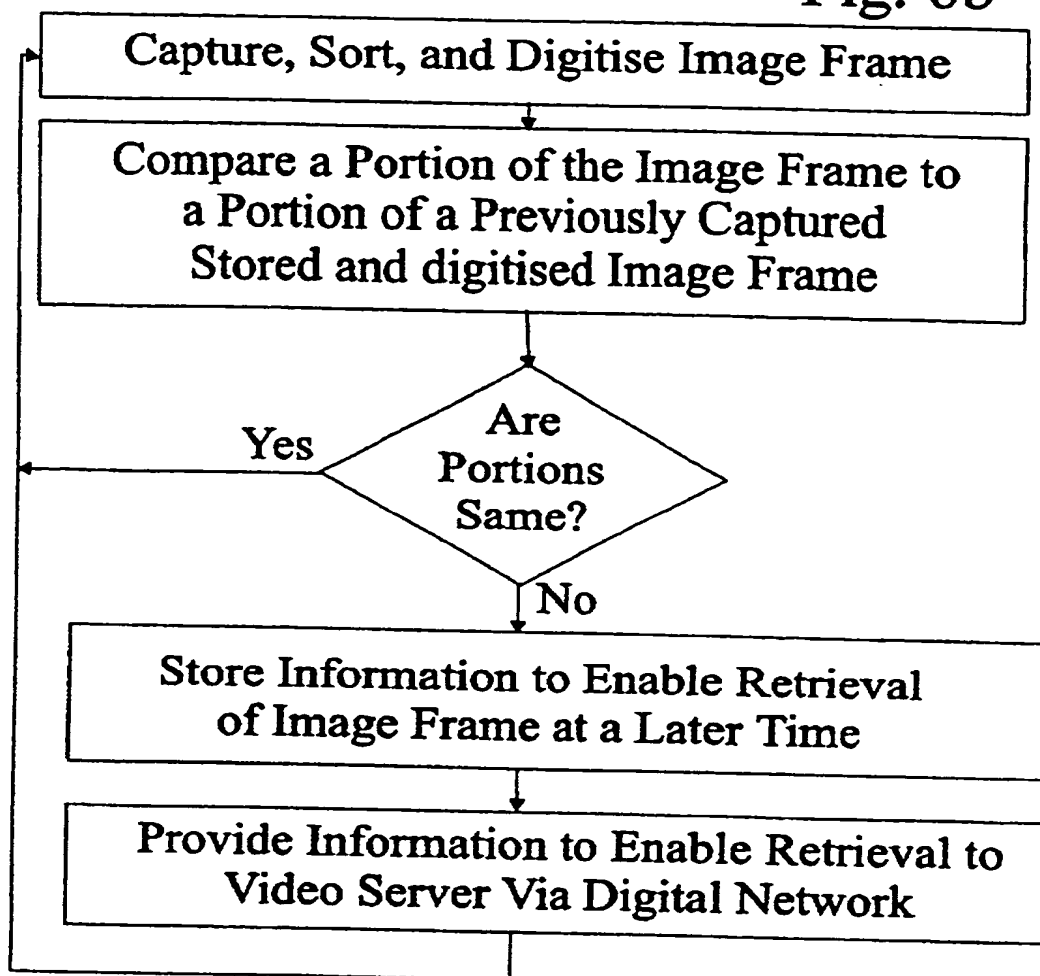 Capture, Sort, and Digitise Image Frame
Compare a Portion of the Image Frame to
a Portion of a Previously Captured
Stored and digitised Image Frame
Are
Portions
Same?
Yes
No
Store Information to Enable Retrieval
of Image Frame at a Later Time
Provide Information to Enable Retrieval to
Video Server Via Digital Network